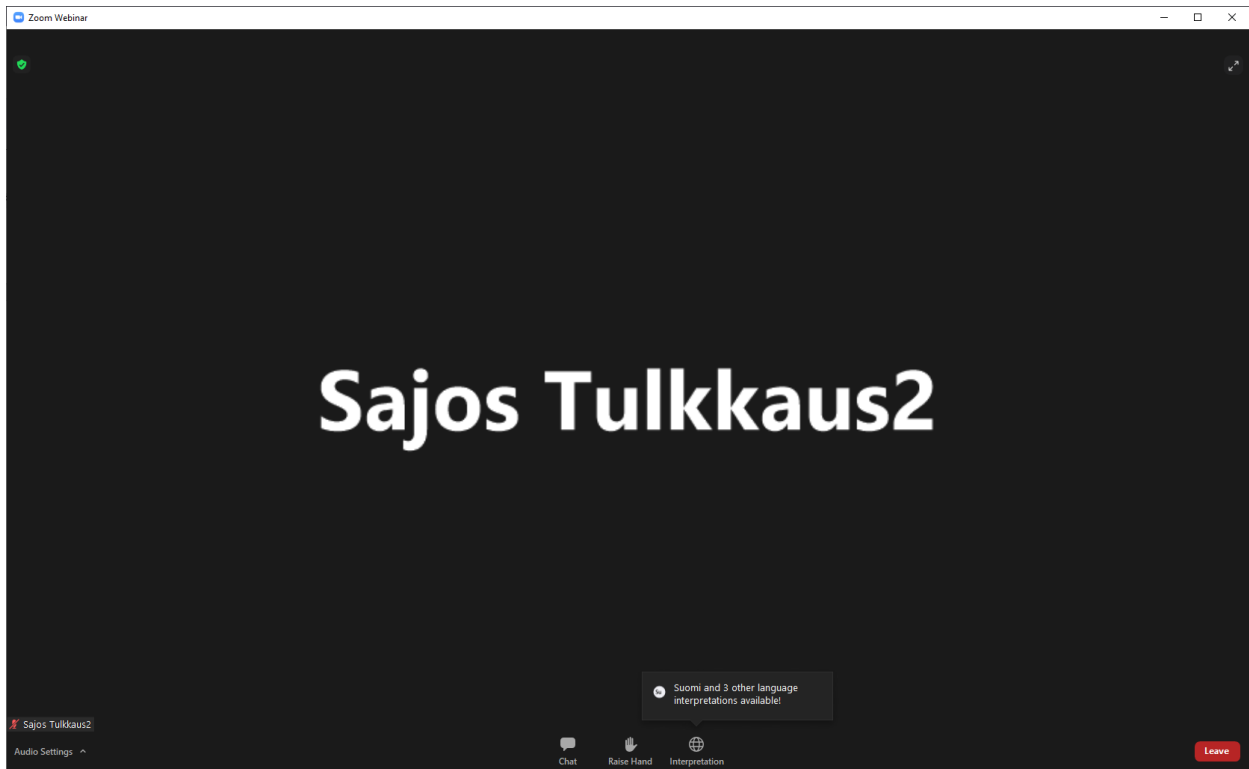 Zoom Webinar
Sajos Tulkkaus2
Su
Suomi and 3 other language
interpretations available!
Sajos Tulkkaus2
Audio Settings
Chat
Raise Hand
Interpretation
Leave